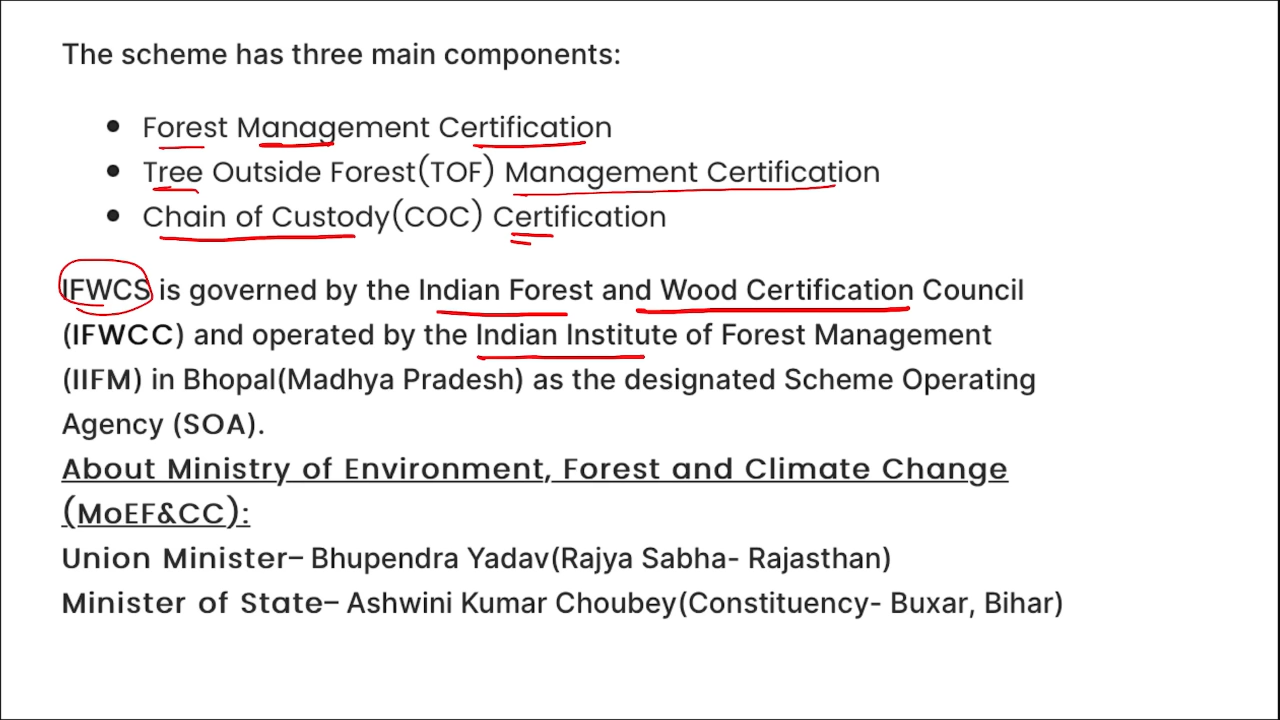 The scheme has three main components:
• Forest Management Certification
• Tree Outside Forest(TOF) Management Certification
• Chain of Custody(COC) Certification
IFWCS is governed by the Indian Forest and Wood Certification Council
(IFWCC) and operated by the Indian Institute of Forest Management
(IIFM) in Bhopal(Madhya Pradesh) as the designated Scheme Operating
Agency (SOA).
About Ministry of Environment, Forest and Climate Change
(MoEF&CC):
Union Minister– Bhupendra Yadav(Rajya Sabha- Rajasthan)
Minister of State– Ashwini Kumar Choubey(Constituency- Buxar, Bihar)